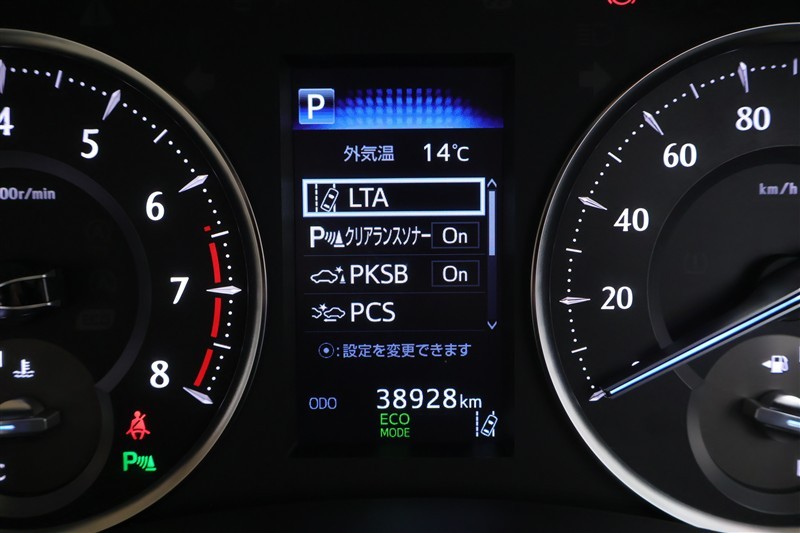 P
外気温 14℃
LTA
P クリアランスソナー On
PKSB On
PCS
:設定を変更できます
ODO 38928km
ECO
MODE
4
5
6
7
8
00r/min
P
C
80
60
40
20
km/h